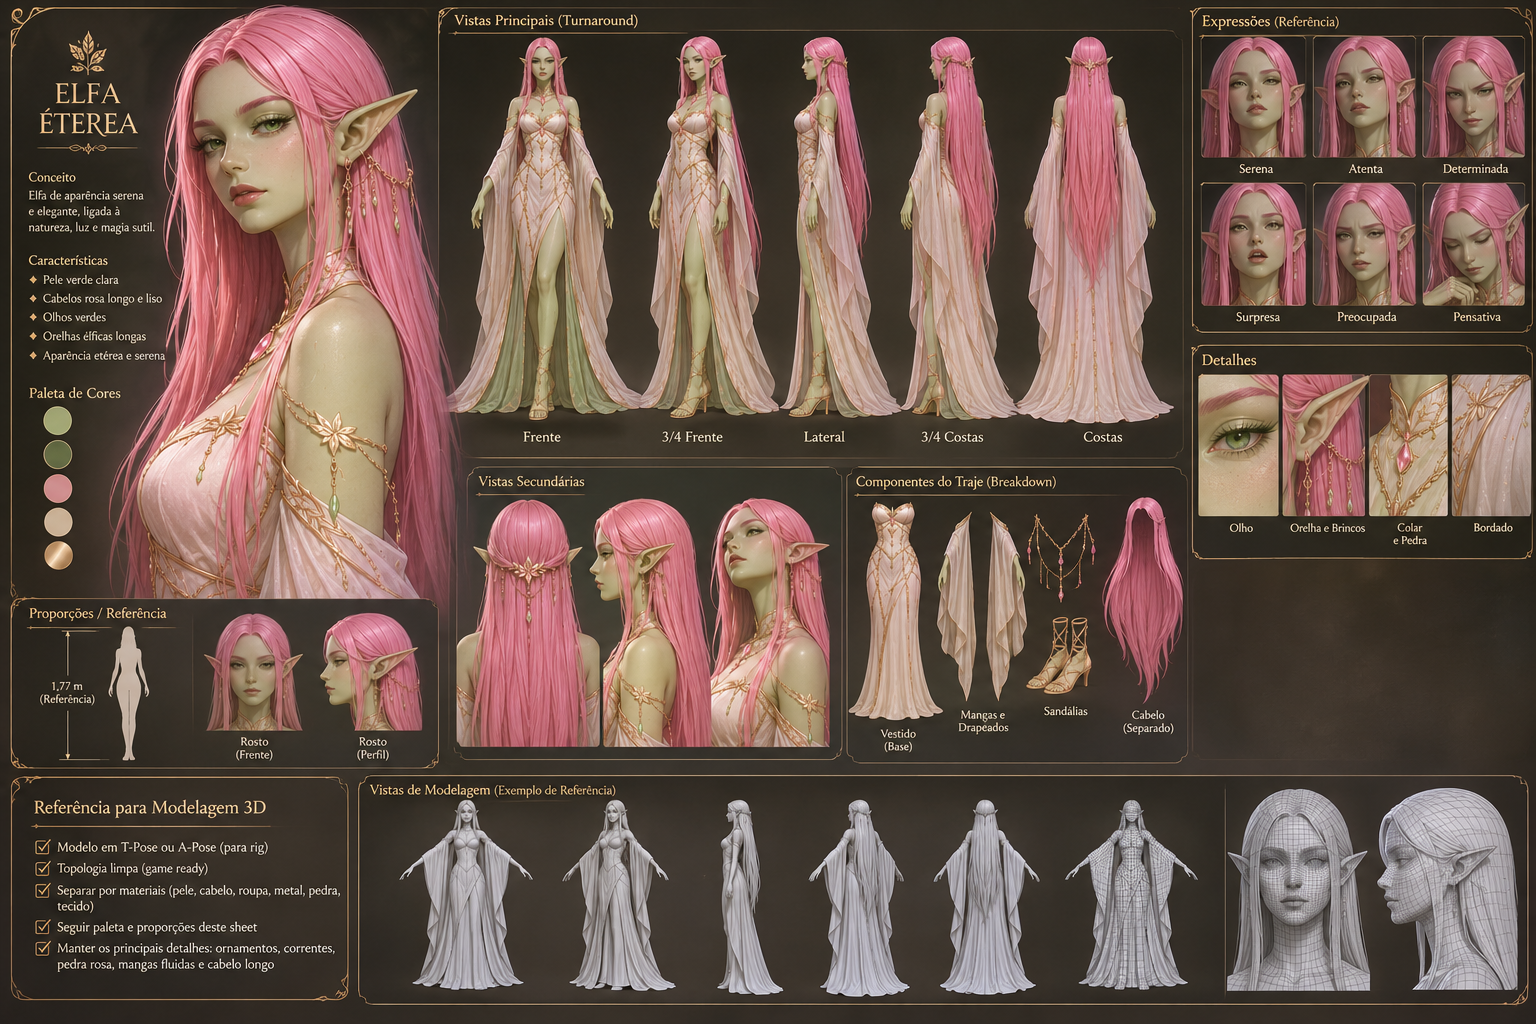 ELFA
ÉTEREA
Conceito
Elfa de aparência serena
e elegante, ligada à
natureza, luz e magia sutil.
Características
Pele verde clara
Cabelos rosa longo e liso
Olhos verdes
Orelhas élficas longas
Aparência etérea e serena
Paleta de Cores
Proporções / Referência
1,77 m
(Referência)
Rosto
(Frente)
Rosto
(Perfil)
Vistas Principais (Turnaround)
Frente
3/4 Frente
Lateral
3/4 Costas
Costas
Vistas Secundárias
Componentes do Traje (Breakdown)
Vestido
(Base)
Mangas e
Drapeados
Sandálias
Cabelo
(Separado)
Expressões (Referência)
Serena
Atenta
Determinada
Surpresa
Preocupada
Pensativa
Detalhes
Olho
Orelha e Brincos
Colar
e Pedra
Bordado
Referência para Modelagem 3D
Modelo em T-Pose ou A-Pose (para rig)
Topologia limpa (game ready)
Separar por materiais (pele, cabelo, roupa, metal, pedra,
tecido)
Seguir paleta e proporções deste sheet
Manter os principais detalhes: ornamentos, correntes,
pedra rosa, mangas fluidas e cabelo longo
Vistas de Modelagem (Exemplo de Referência)